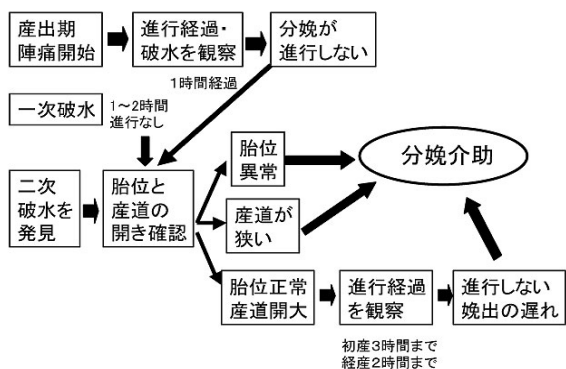 産出期
陣痛開始
進行経過・
破水を観察
分娩が
進行しない
1時間経過
一次破水
1～2時間
進行なし
胎位
異常
分娩介助
二次
破水を
発見
胎位と
産道の
開き確認
産道が
狭い
胎位正常
産道開大
進行経過
を観察
進行しない
娩出の遅れ
初産3時間まで
経産2時間まで